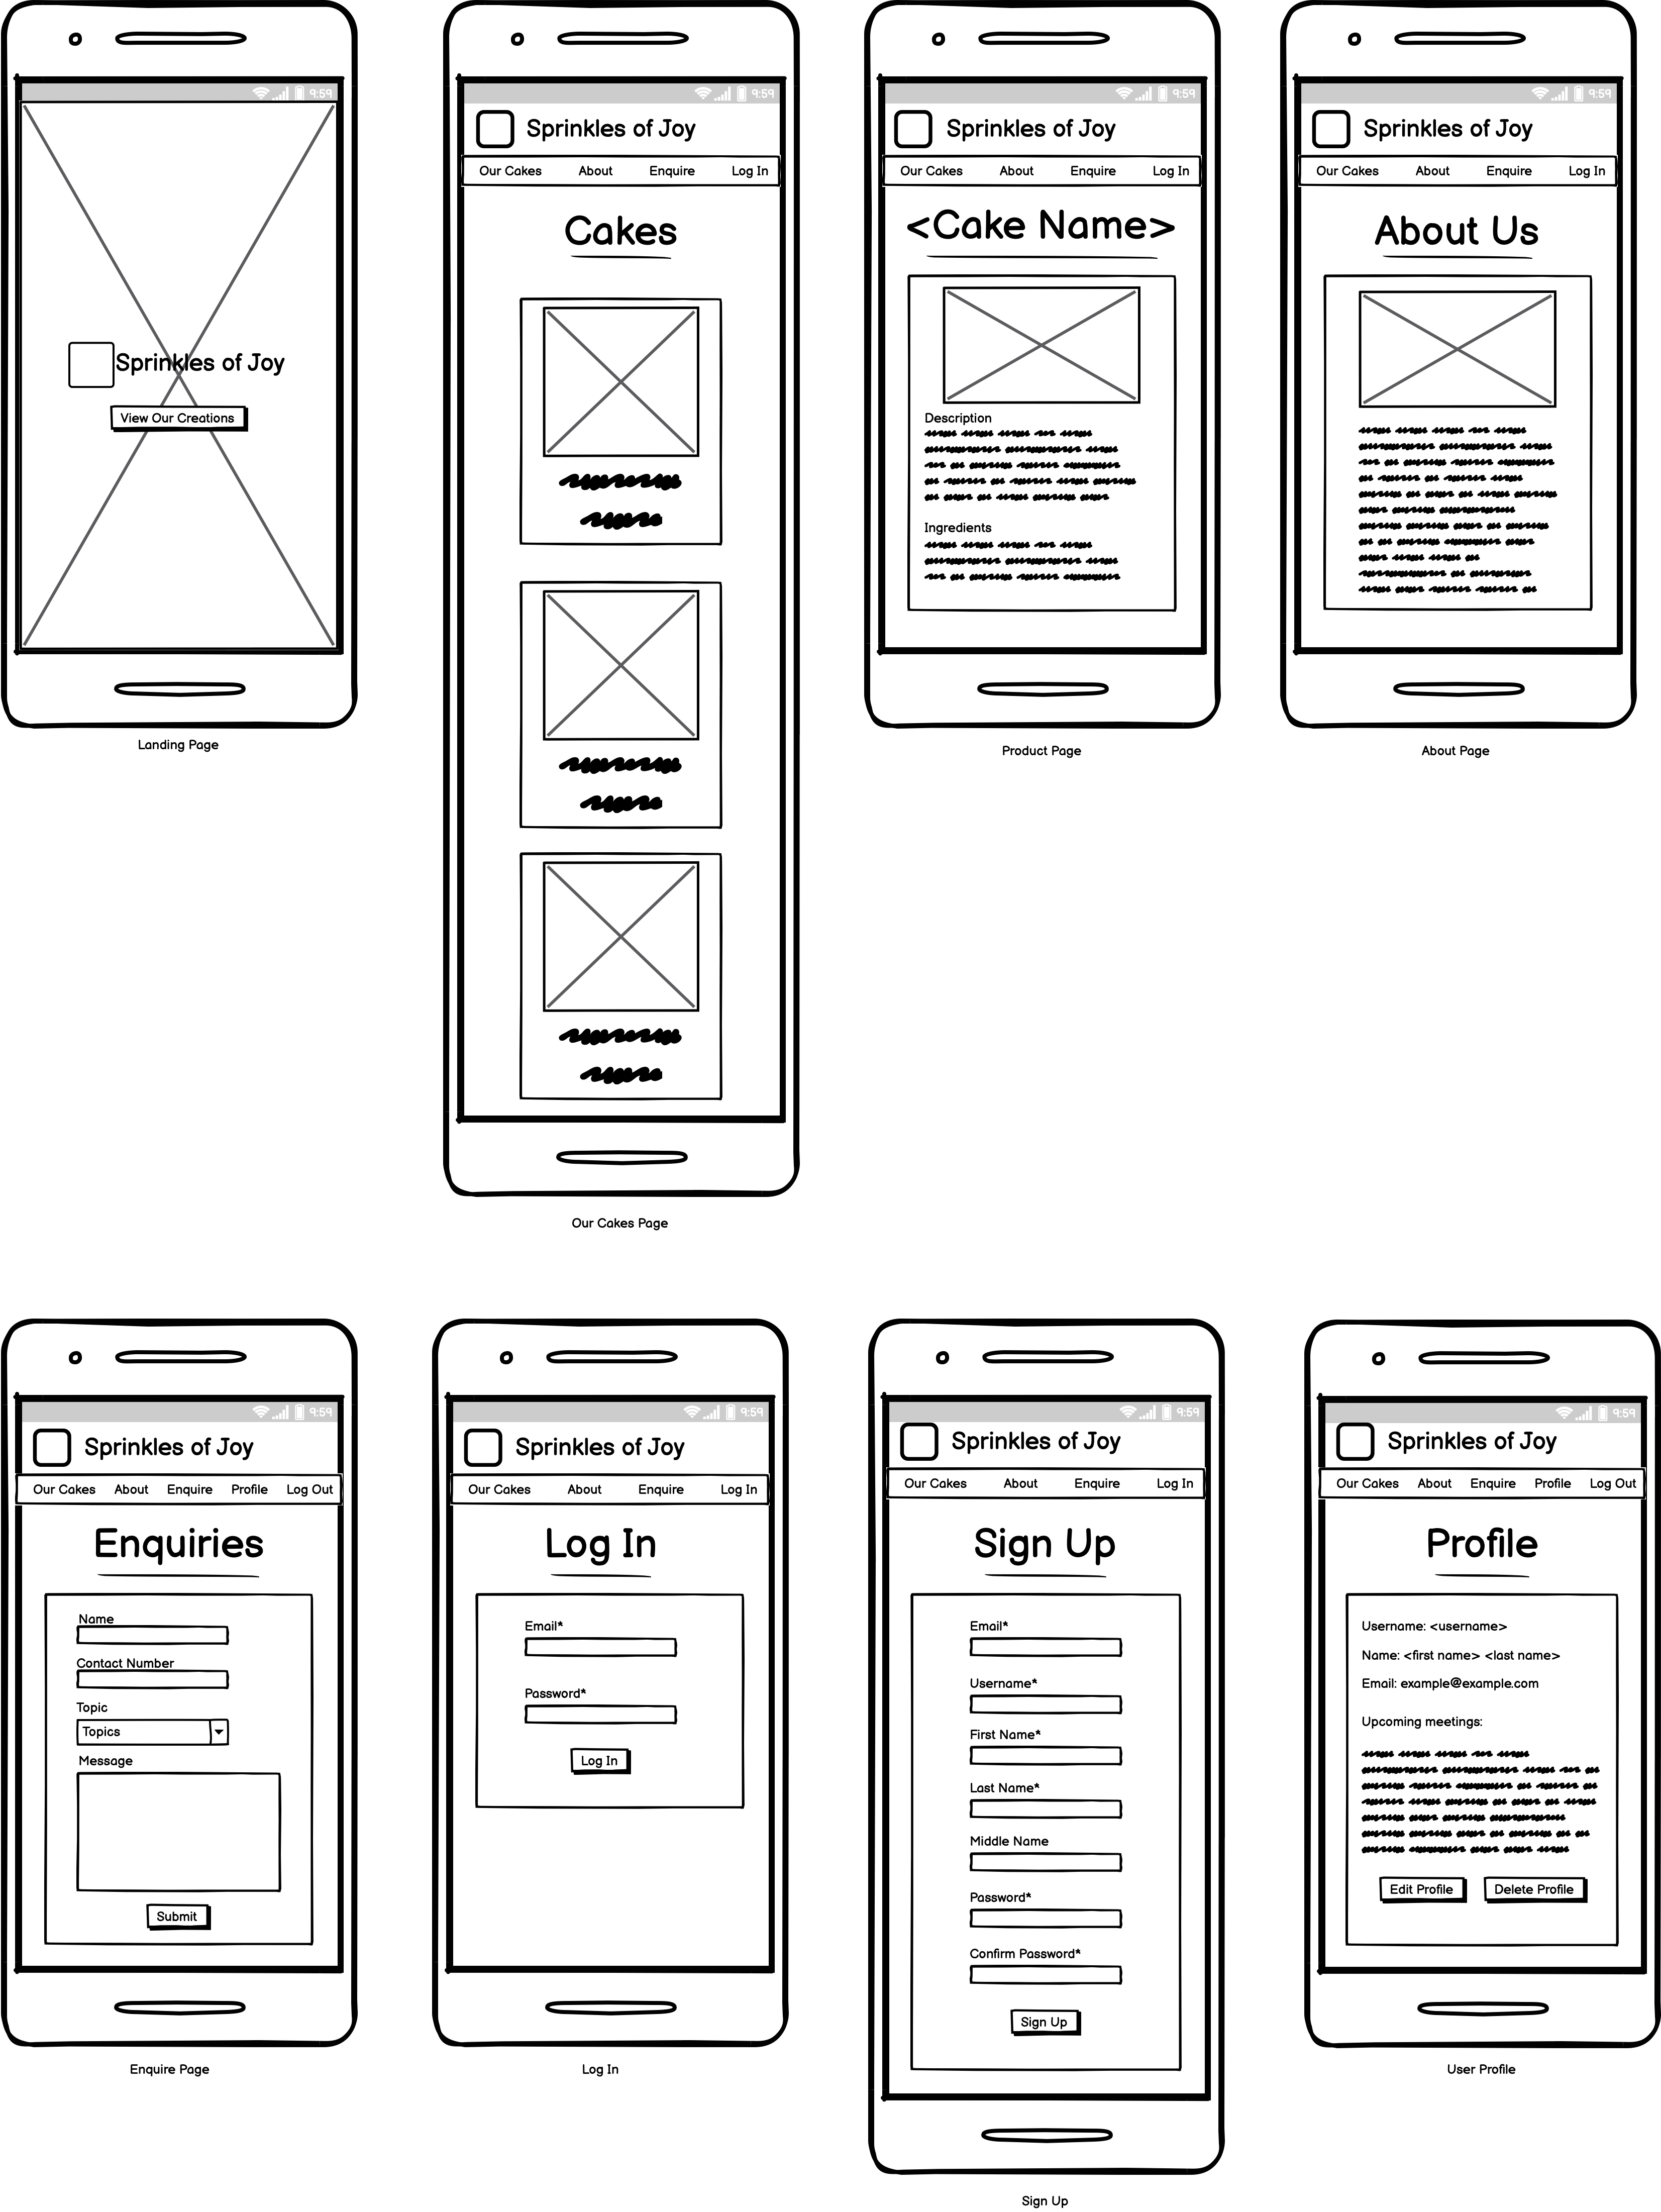 9:59
Sprinkles of Joy
View Our Creations
Landing Page
9:59
Sprinkles of Joy
Our Cakes About Enquire Log In
Cakes
Our Cakes Page
9:59
Sprinkles of Joy
Our Cakes About Enquire Log In
<Cake Name>
Description
Ingredients
Product Page
9:59
Sprinkles of Joy
Our Cakes About Enquire Log In
About Us
About Page
9:59
Sprinkles of Joy
Our Cakes About Enquire Profile Log Out
Enquiries
Name
Contact Number
Topic
Topics
Message
Submit
Enquire Page
9:59
Sprinkles of Joy
Our Cakes About Enquire Log In
Log In
Email*
Password*
Log In
Log In
9:59
Sprinkles of Joy
Our Cakes About Enquire Log In
Sign Up
Email*
Username*
First Name*
Last Name*
Middle Name
Password*
Confirm Password*
Sign Up
Sign Up
9:59
Sprinkles of Joy
Our Cakes About Enquire Profile Log Out
Profile
Username: <username>
Name: <first name> <last name>
Email: example@example.com
Upcoming meetings:
Edit Profile Delete Profile
User Profile